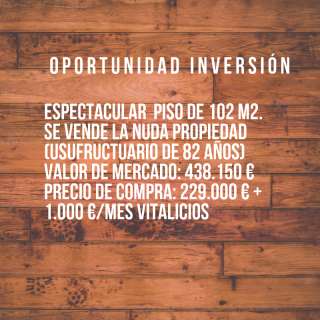 OPORTUNIDAD INVERSIÓN
ESPECTACULAR PISO DE 102 M2.
SE VENDE LA NUDA PROPIEDAD
(USUFRUCTUARIO DE 82 AÑOS)
VALOR DE MERCADO: 438.150 €
PRECIO DE COMPRA: 229.000 € +
1.000 €/MES VITALICIOS